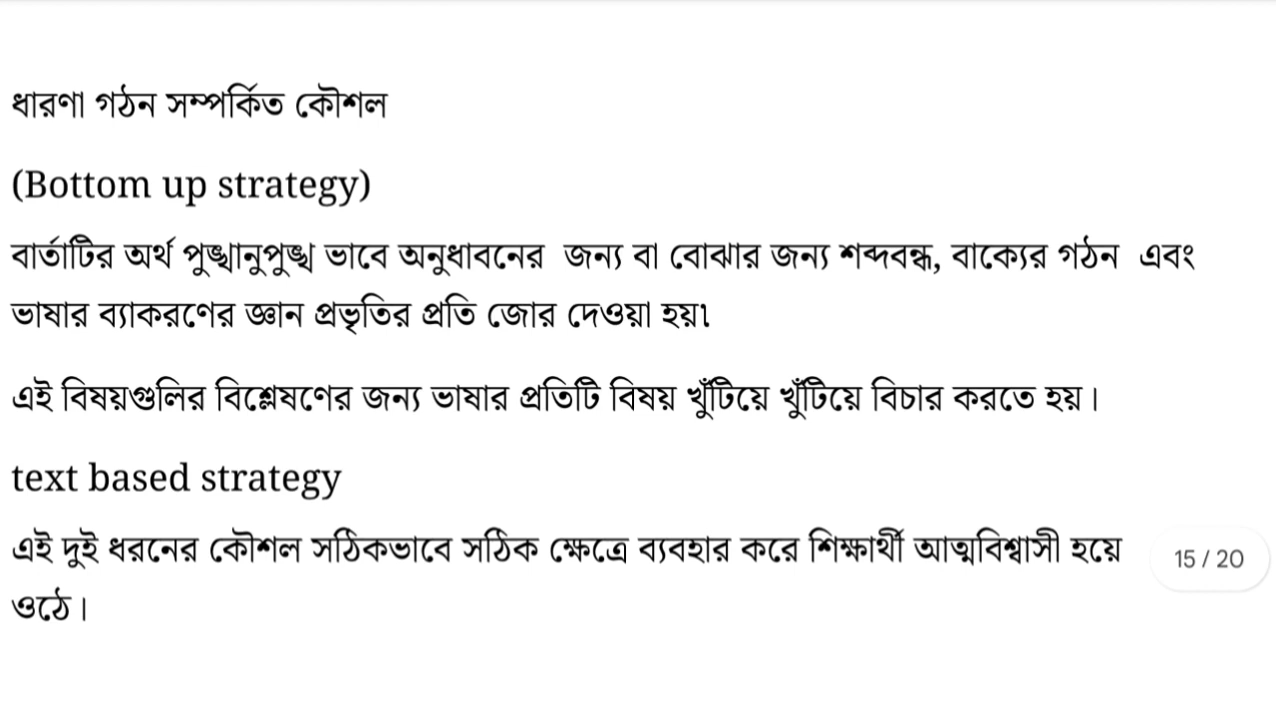 ধারণা গঠন সম্পর্কিত কৌশল
(Bottom up strategy)
বার্তাটির অর্থ পুঙ্খানুপুঙ্খ ভাবে অনুধাবনের জন্য বা বোঝার জন্য শব্দবন্ধ, বাক্যের গঠন এবং
ভাষার ব্যাকরণের জ্ঞান প্রভৃতির প্রতি জোর দেওয়া হয়৷
এই বিষয়গুলির বিশ্লেষণের জন্য ভাষার প্রতিটি বিষয় খুঁটিয়ে খুঁটিয়ে বিচার করতে হয়।
text based strategy
এই দুই ধরনের কৌশল সঠিকভাবে সঠিক ক্ষেত্রে ব্যবহার করে শিক্ষার্থী আত্মবিশ্বাসী হয়ে
ওঠে।
15 / 20